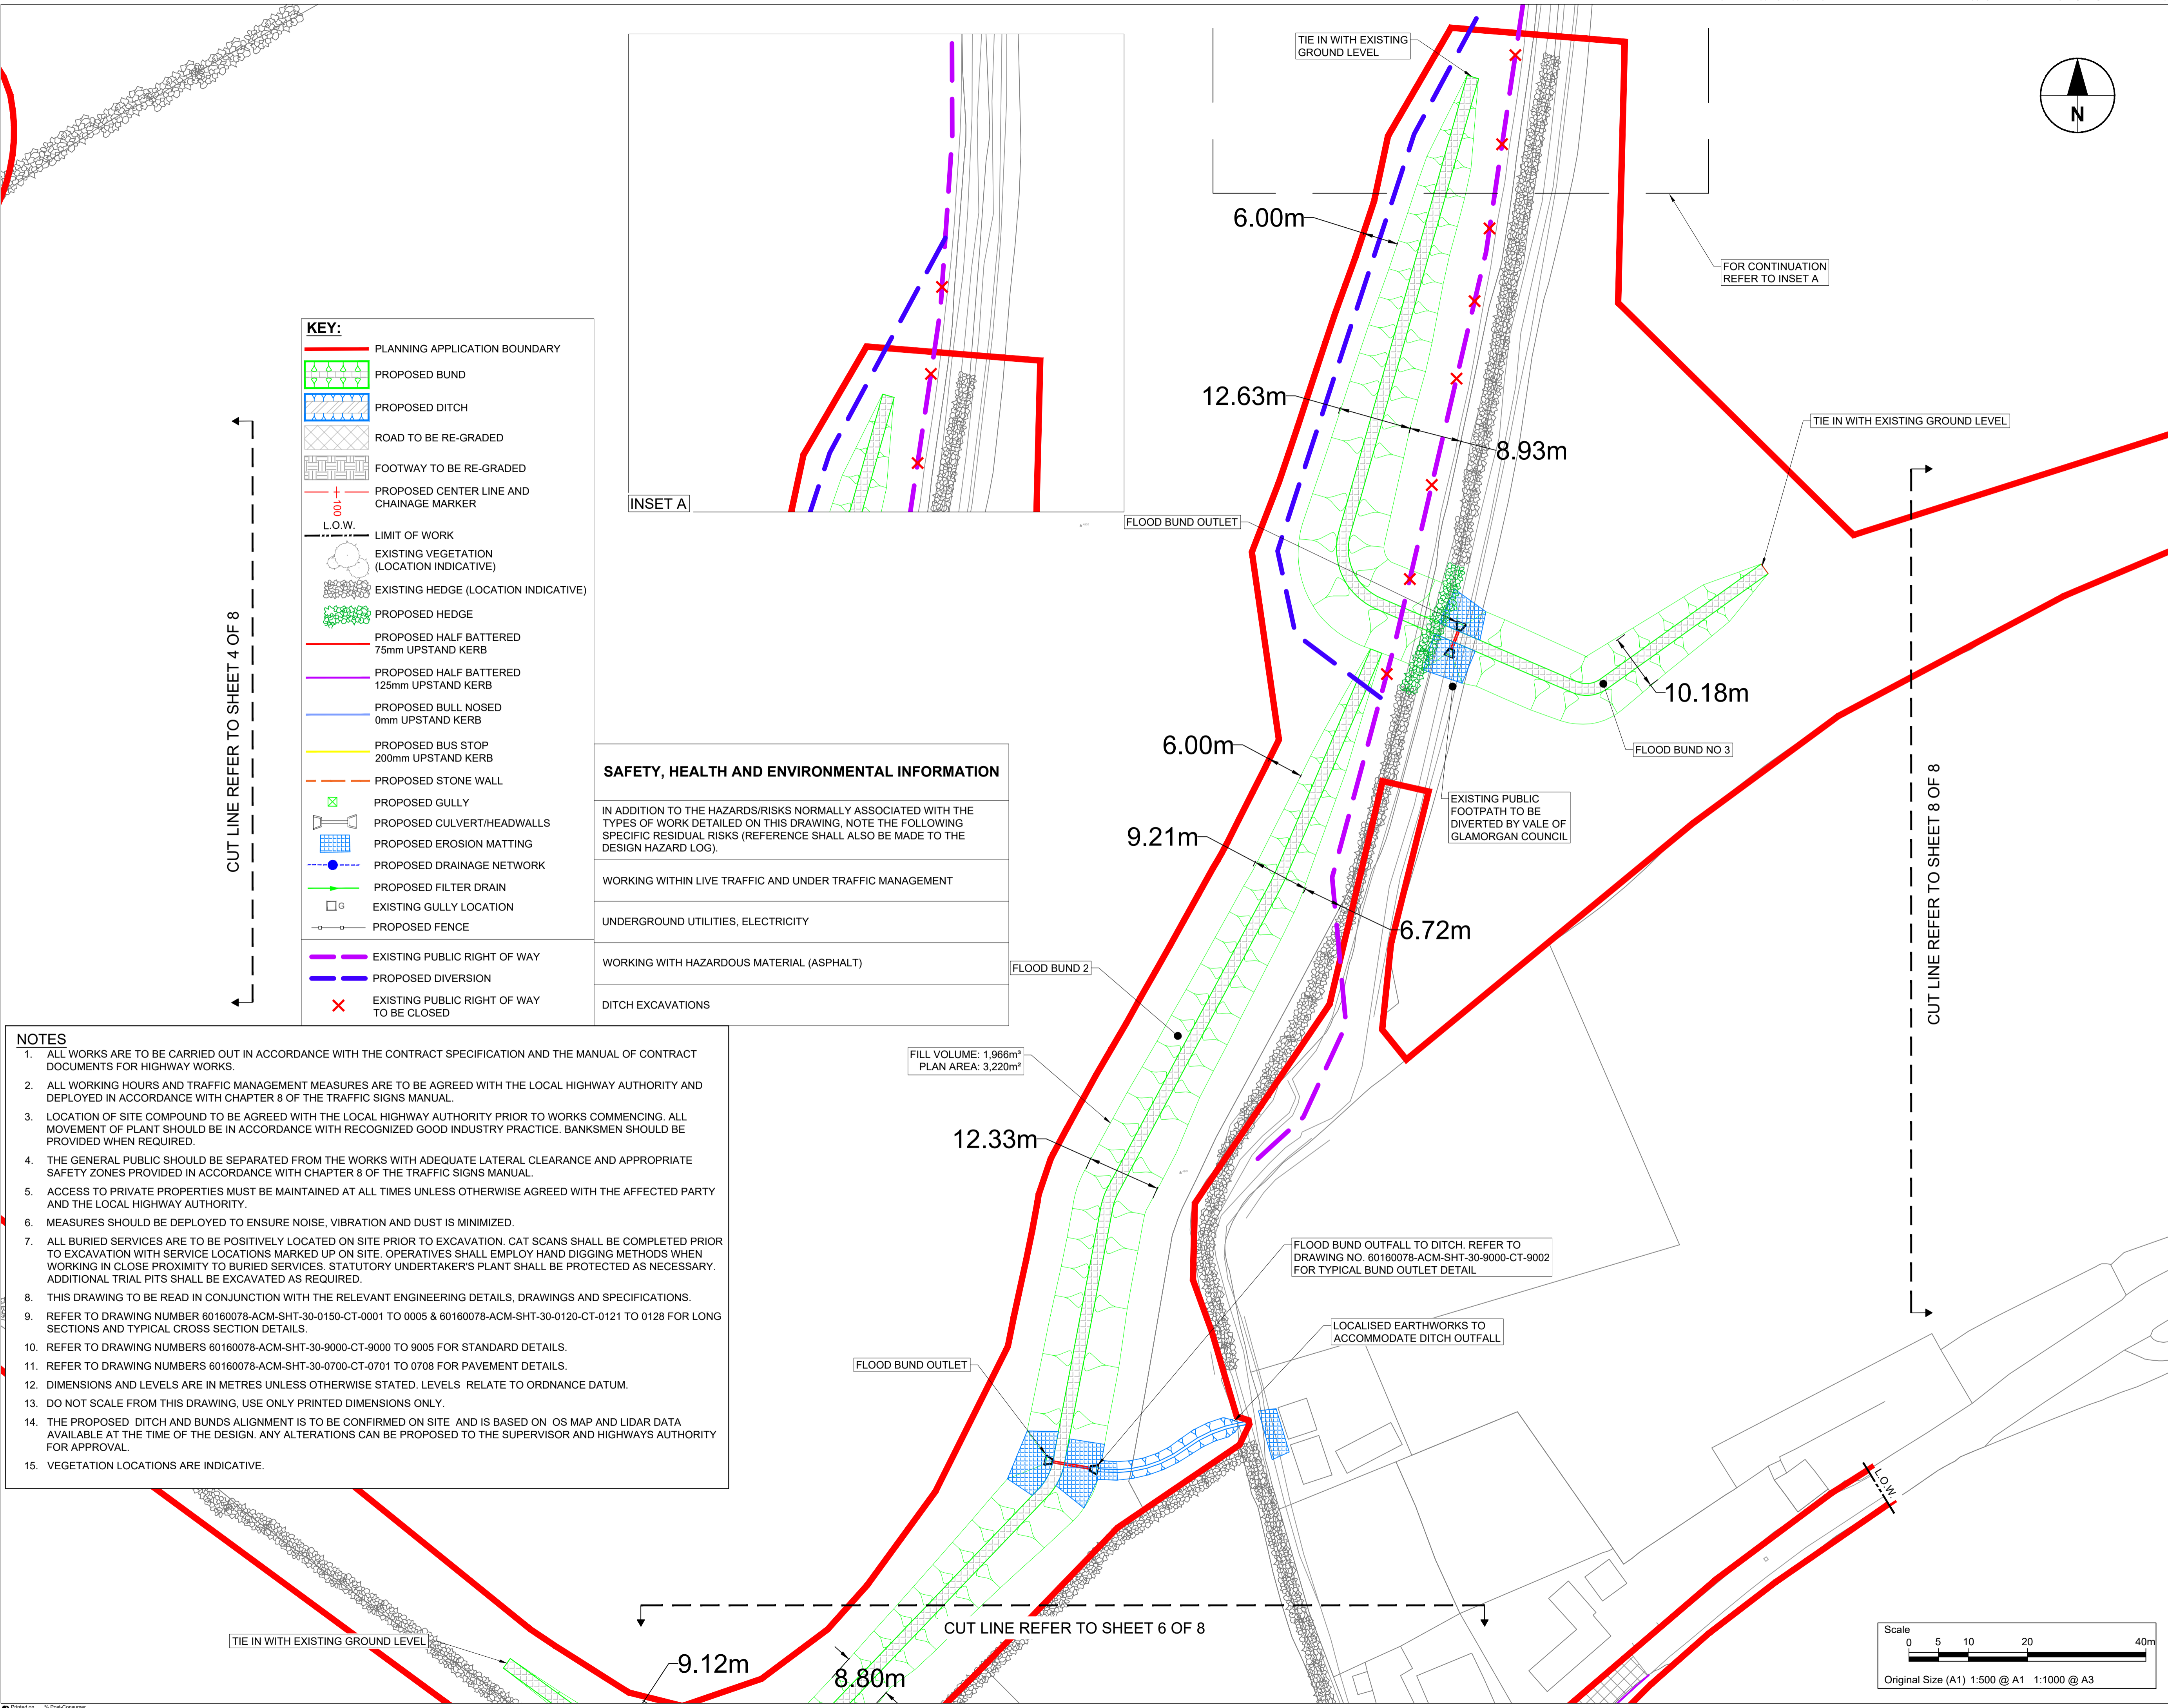 TIE IN WITH EXISTING
GROUND LEVEL
N
6.00m
FOR CONTINUATION
REFER TO INSET A
12.63m
8.93m
TIE IN WITH EXISTING GROUND LEVEL
INSET A
FLOOD BUND OUTLET
10.18m
FLOOD BUND NO 3
6.00m
EXISTING PUBLIC
FOOTPATH TO BE
DIVERTED BY VALE OF
GLAMORGAN COUNCIL
9.21m
6.72m
FLOOD BUND 2
FILL VOLUME: 1,966m³
PLAN AREA: 3,220m²
12.33m
FLOOD BUND OUTFALL TO DITCH. REFER TO
DRAWING NO. 60160078-ACM-SHT-30-9000-CT-9002
FOR TYPICAL BUND OUTLET DETAIL
LOCALISED EARTHWORKS TO
ACCOMMODATE DITCH OUTFALL
FLOOD BUND OUTLET
L.O.W.
CUT LINE REFER TO SHEET 4 OF 8
CUT LINE REFER TO SHEET 8 OF 8
CUT LINE REFER TO SHEET 6 OF 8
TIE IN WITH EXISTING GROUND LEVEL
9.12m
8.80m
KEY:
PLANNING APPLICATION BOUNDARY
PROPOSED BUND
PROPOSED DITCH
ROAD TO BE RE-GRADED
FOOTWAY TO BE RE-GRADED
100
PROPOSED CENTER LINE AND
CHAINAGE MARKER
L.O.W.
LIMIT OF WORK
EXISTING VEGETATION
(LOCATION INDICATIVE)
EXISTING HEDGE (LOCATION INDICATIVE)
PROPOSED HEDGE
PROPOSED HALF BATTERED
75mm UPSTAND KERB
PROPOSED HALF BATTERED
125mm UPSTAND KERB
PROPOSED BULL NOSED
0mm UPSTAND KERB
PROPOSED BUS STOP
200mm UPSTAND KERB
PROPOSED STONE WALL
PROPOSED GULLY
PROPOSED CULVERT/HEADWALLS
PROPOSED EROSION MATTING
PROPOSED DRAINAGE NETWORK
PROPOSED FILTER DRAIN
G EXISTING GULLY LOCATION
PROPOSED FENCE
EXISTING PUBLIC RIGHT OF WAY
PROPOSED DIVERSION
EXISTING PUBLIC RIGHT OF WAY
TO BE CLOSED
SAFETY, HEALTH AND ENVIRONMENTAL INFORMATION
IN ADDITION TO THE HAZARDS/RISKS NORMALLY ASSOCIATED WITH THE
TYPES OF WORK DETAILED ON THIS DRAWING, NOTE THE FOLLOWING
SPECIFIC RESIDUAL RISKS (REFERENCE SHALL ALSO BE MADE TO THE
DESIGN HAZARD LOG).
WORKING WITHIN LIVE TRAFFIC AND UNDER TRAFFIC MANAGEMENT
UNDERGROUND UTILITIES, ELECTRICITY
WORKING WITH HAZARDOUS MATERIAL (ASPHALT)
DITCH EXCAVATIONS
NOTES
1. ALL WORKS ARE TO BE CARRIED OUT IN ACCORDANCE WITH THE CONTRACT SPECIFICATION AND THE MANUAL OF CONTRACT
DOCUMENTS FOR HIGHWAY WORKS.
2. ALL WORKING HOURS AND TRAFFIC MANAGEMENT MEASURES ARE TO BE AGREED WITH THE LOCAL HIGHWAY AUTHORITY AND
DEPLOYED IN ACCORDANCE WITH CHAPTER 8 OF THE TRAFFIC SIGNS MANUAL.
3. LOCATION OF SITE COMPOUND TO BE AGREED WITH THE LOCAL HIGHWAY AUTHORITY PRIOR TO WORKS COMMENCING. ALL
MOVEMENT OF PLANT SHOULD BE IN ACCORDANCE WITH RECOGNIZED GOOD INDUSTRY PRACTICE. BANKSMEN SHOULD BE
PROVIDED WHEN REQUIRED.
4. THE GENERAL PUBLIC SHOULD BE SEPARATED FROM THE WORKS WITH ADEQUATE LATERAL CLEARANCE AND APPROPRIATE
SAFETY ZONES PROVIDED IN ACCORDANCE WITH CHAPTER 8 OF THE TRAFFIC SIGNS MANUAL.
5. ACCESS TO PRIVATE PROPERTIES MUST BE MAINTAINED AT ALL TIMES UNLESS OTHERWISE AGREED WITH THE AFFECTED PARTY
AND THE LOCAL HIGHWAY AUTHORITY.
6. MEASURES SHOULD BE DEPLOYED TO ENSURE NOISE, VIBRATION AND DUST IS MINIMIZED.
7. ALL BURIED SERVICES ARE TO BE POSITIVELY LOCATED ON SITE PRIOR TO EXCAVATION. CAT SCANS SHALL BE COMPLETED PRIOR
TO EXCAVATION WITH SERVICE LOCATIONS MARKED UP ON SITE. OPERATIVES SHALL EMPLOY HAND DIGGING METHODS WHEN
WORKING IN CLOSE PROXIMITY TO BURIED SERVICES. STATUTORY UNDERTAKER'S PLANT SHALL BE PROTECTED AS NECESSARY.
ADDITIONAL TRIAL PITS SHALL BE EXCAVATED AS REQUIRED.
8. THIS DRAWING TO BE READ IN CONJUNCTION WITH THE RELEVANT ENGINEERING DETAILS, DRAWINGS AND SPECIFICATIONS.
9. REFER TO DRAWING NUMBER 60160078-ACM-SHT-30-0150-CT-0001 TO 0005 & 60160078-ACM-SHT-30-0120-CT-0121 TO 0128 FOR LONG
SECTIONS AND TYPICAL CROSS SECTION DETAILS.
10. REFER TO DRAWING NUMBERS 60160078-ACM-SHT-30-9000-CT-9000 TO 9005 FOR STANDARD DETAILS.
11. REFER TO DRAWING NUMBERS 60160078-ACM-SHT-30-0700-CT-0701 TO 0708 FOR PAVEMENT DETAILS.
12. DIMENSIONS AND LEVELS ARE IN METRES UNLESS OTHERWISE STATED. LEVELS RELATE TO ORDNANCE DATUM.
13. DO NOT SCALE FROM THIS DRAWING, USE ONLY PRINTED DIMENSIONS ONLY.
14. THE PROPOSED DITCH AND BUNDS ALIGNMENT IS TO BE CONFIRMED ON SITE AND IS BASED ON OS MAP AND LIDAR DATA
AVAILABLE AT THE TIME OF THE DESIGN. ANY ALTERATIONS CAN BE PROPOSED TO THE SUPERVISOR AND HIGHWAYS AUTHORITY
FOR APPROVAL.
15. VEGETATION LOCATIONS ARE INDICATIVE.
Scale
0 5 10 20 40m
Original Size (A1) 1:500 @ A1 1:1000 @ A3